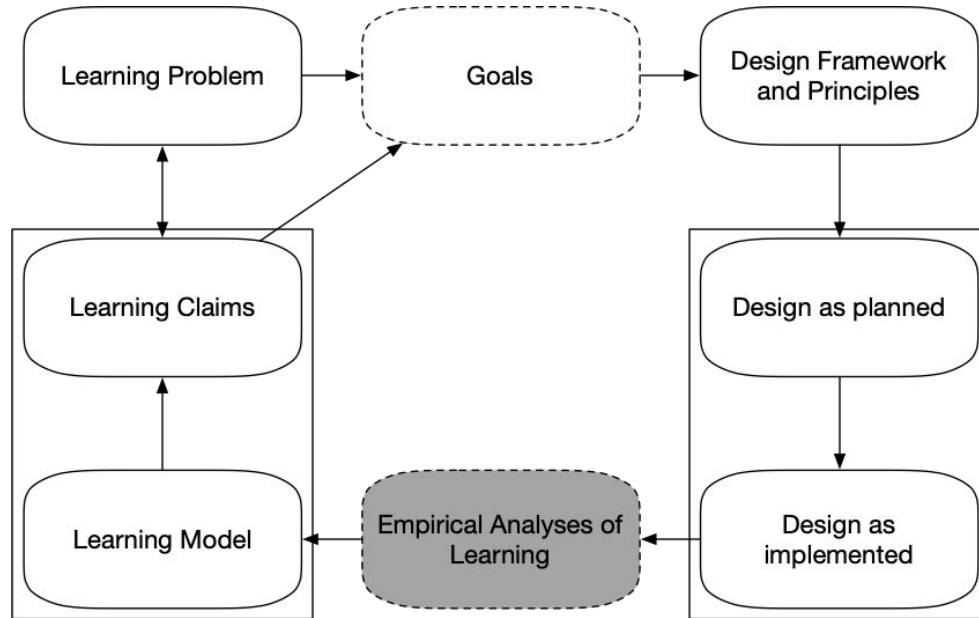 Learning Problem
Goals
Design Framework
and Principles
Learning Claims
Design as planned
Learning Model
Empirical Analyses of
Learning
Design as
implemented